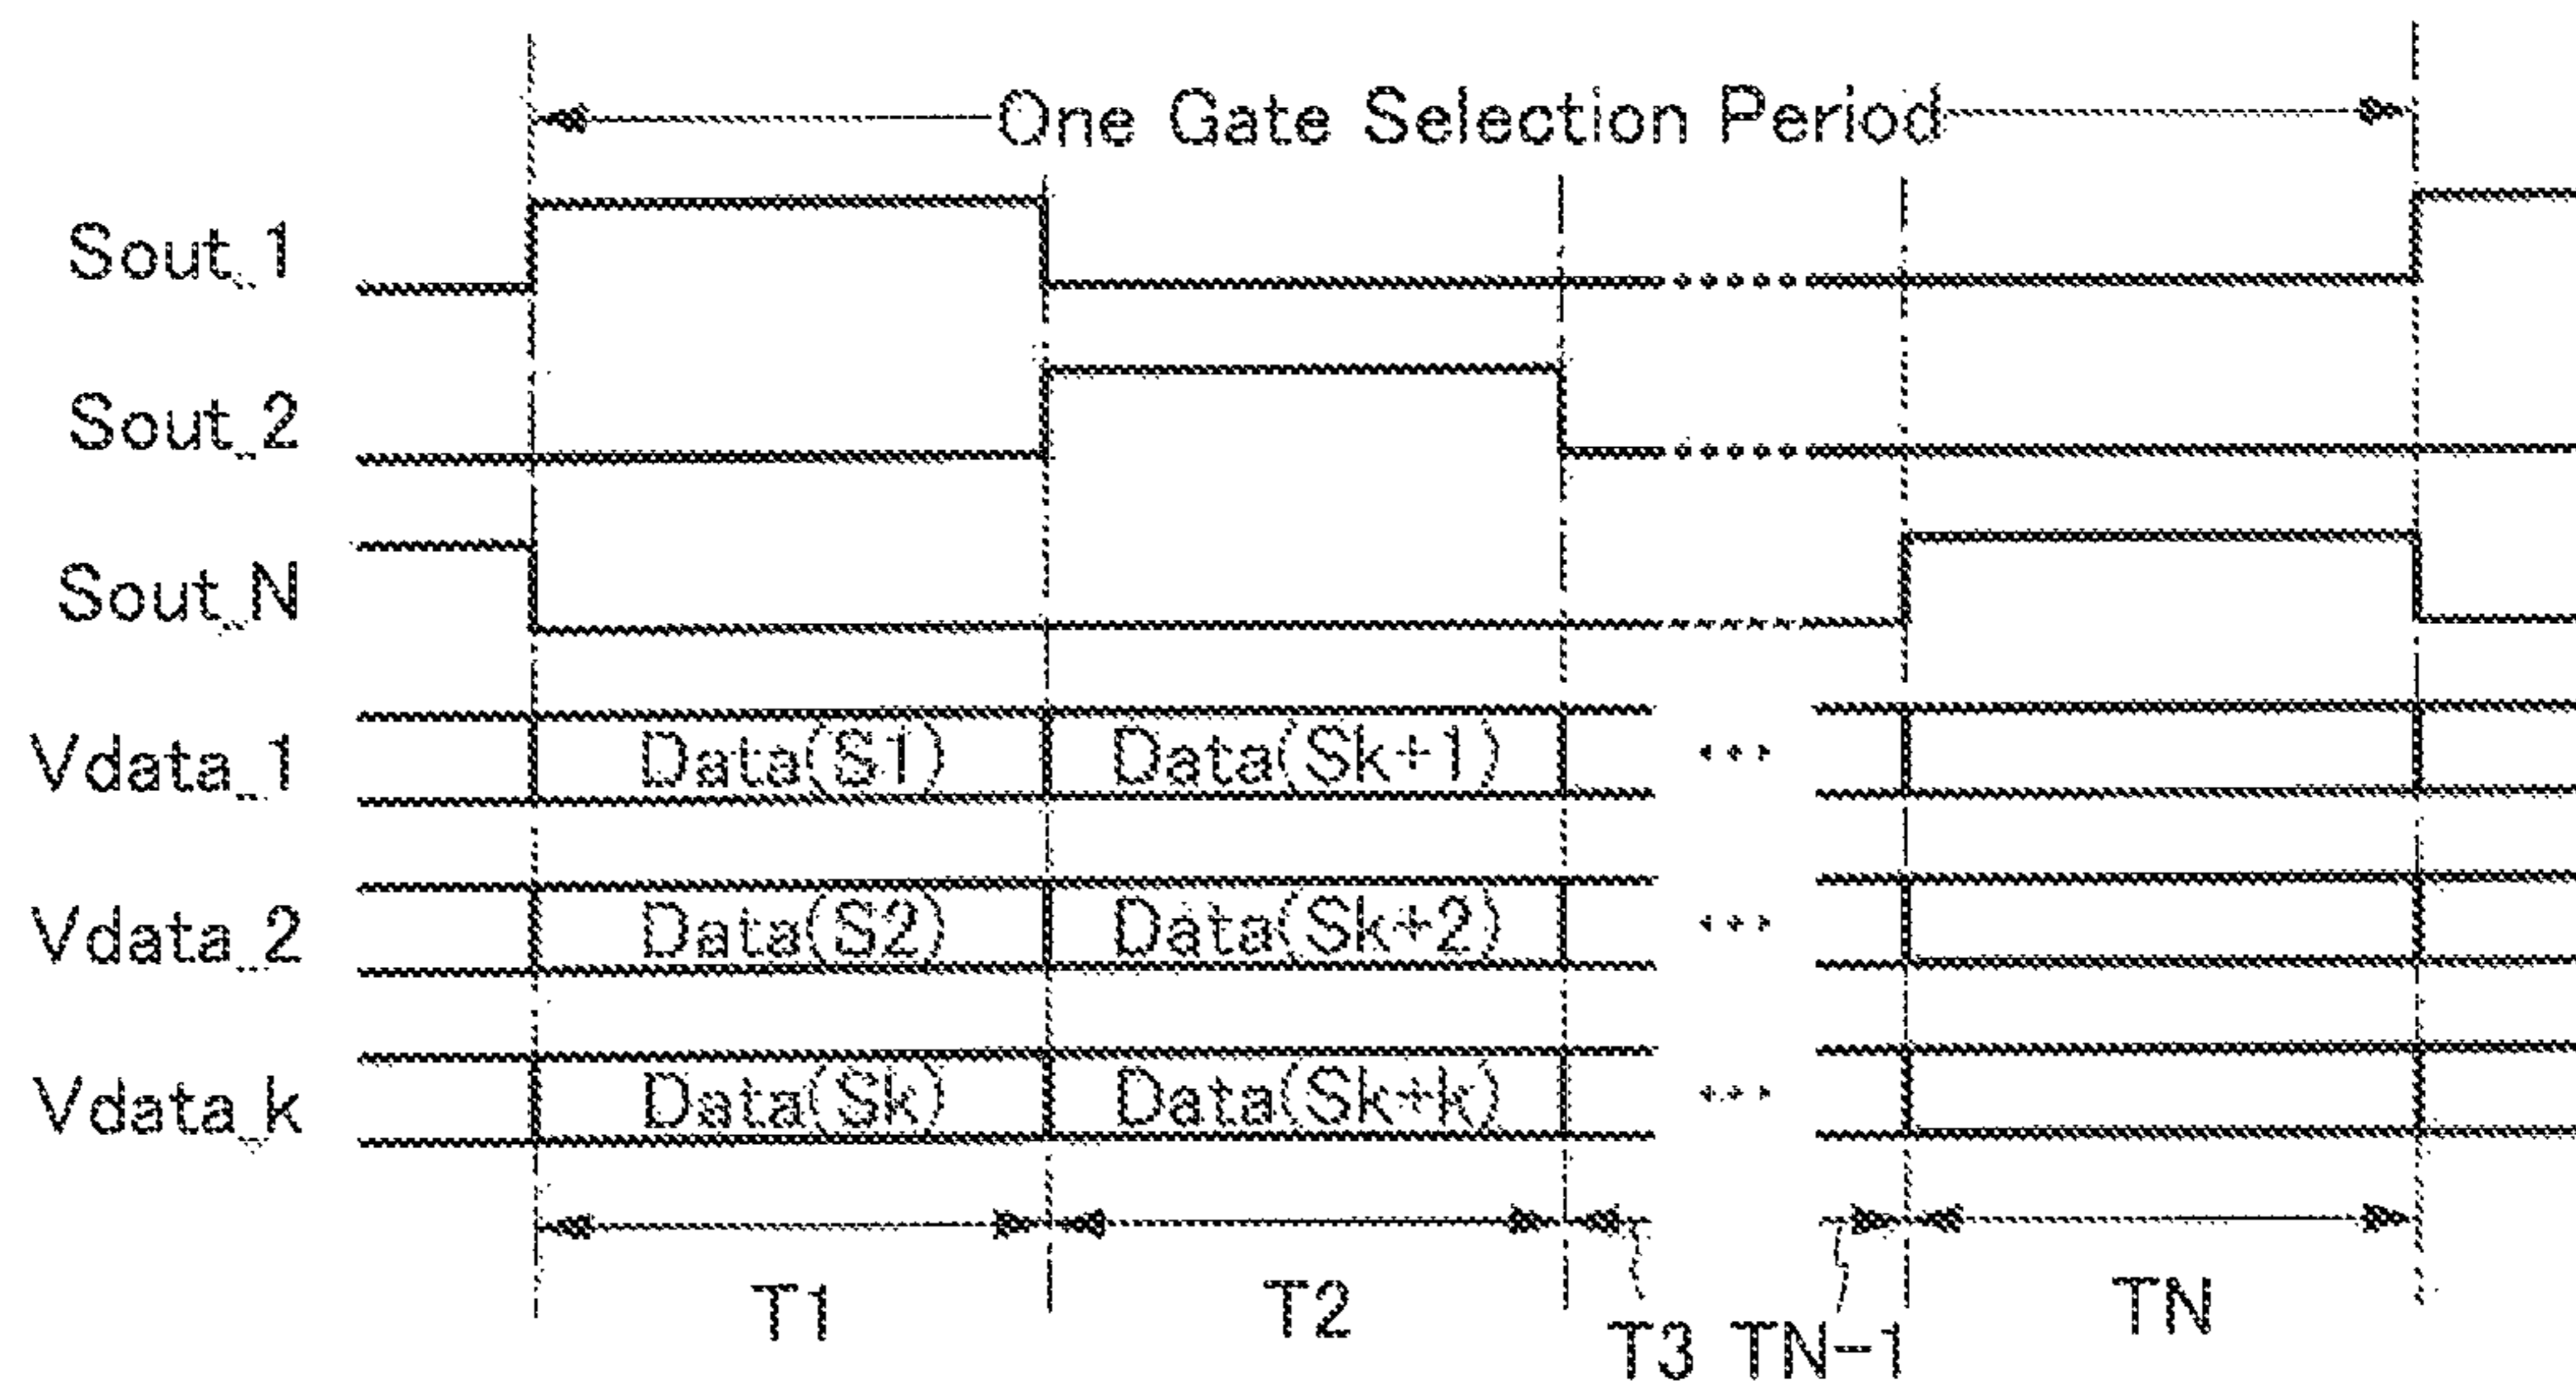 One Gate Selection Period
Sout_1
Sout_2
Sout_N
Vdata_1 Data(S1) Data(Sk+1) ...
Vdata_2 Data(S2) Data(Sk+2) ...
Vdata_k Data(Sk) Data(Sk+k) ...
T1 T2 T3 TN-1 TN